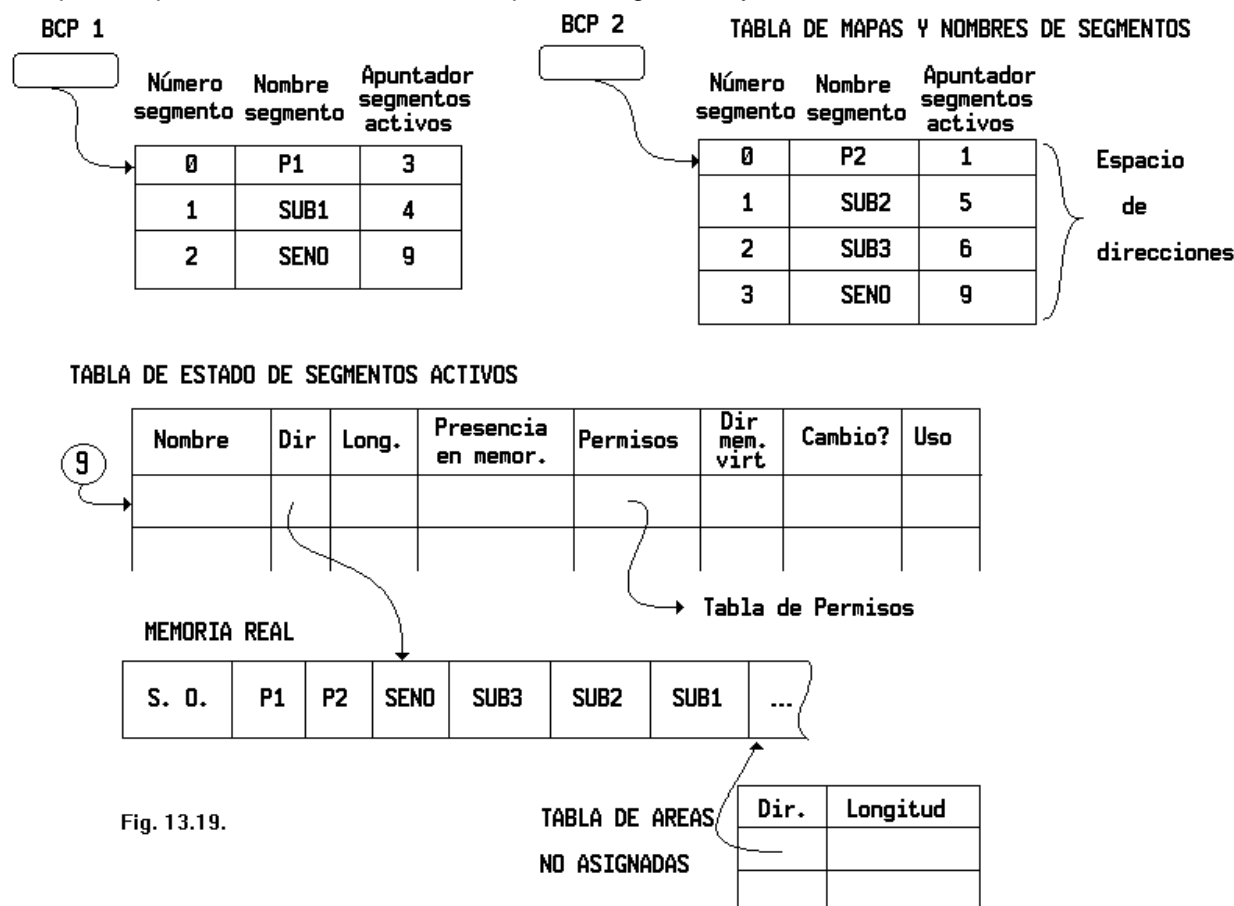 BCP 1
Número segmento
Nombre segmento
Apuntador segmentos activos
0 P1 3
1 SUB1 4
2 SENO 9
BCP 2
TABLA DE MAPAS Y NOMBRES DE SEGMENTOS
Número segmento
Nombre segmento
Apuntador segmentos activos
0 P2 1
1 SUB2 5
2 SUB3 6
3 SENO 9
Espacio
de
direcciones
TABLA DE ESTADO DE SEGMENTOS ACTIVOS
9
Nombre
Dir
Long.
Presencia en memor.
Permisos
Dir mem. virt
Cambio?
Uso
Tabla de Permisos
MEMORIA REAL
S. O. P1 P2 SENO SUB3 SUB2 SUB1 ...
Fig. 13.19.
TABLA DE AREAS
NO ASIGNADAS
Dir. Longitud